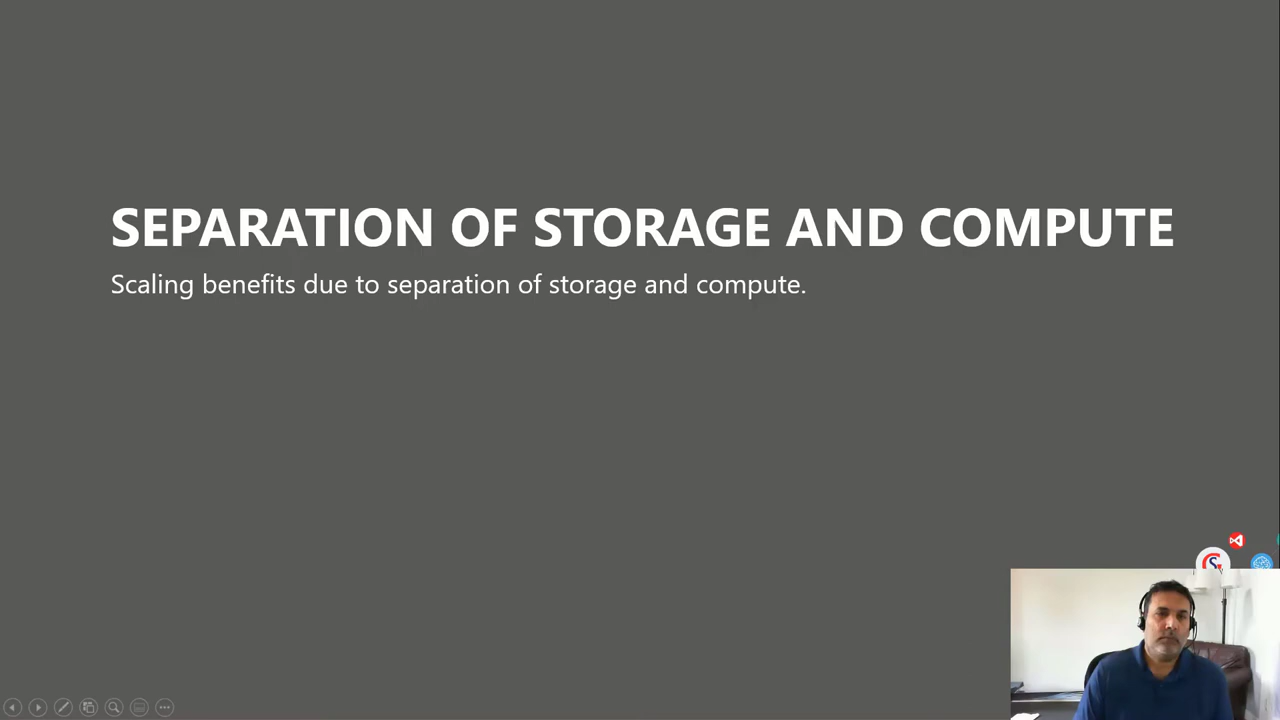 SEPARATION OF STORAGE AND COMPUTE
Scaling benefits due to separation of storage and compute.